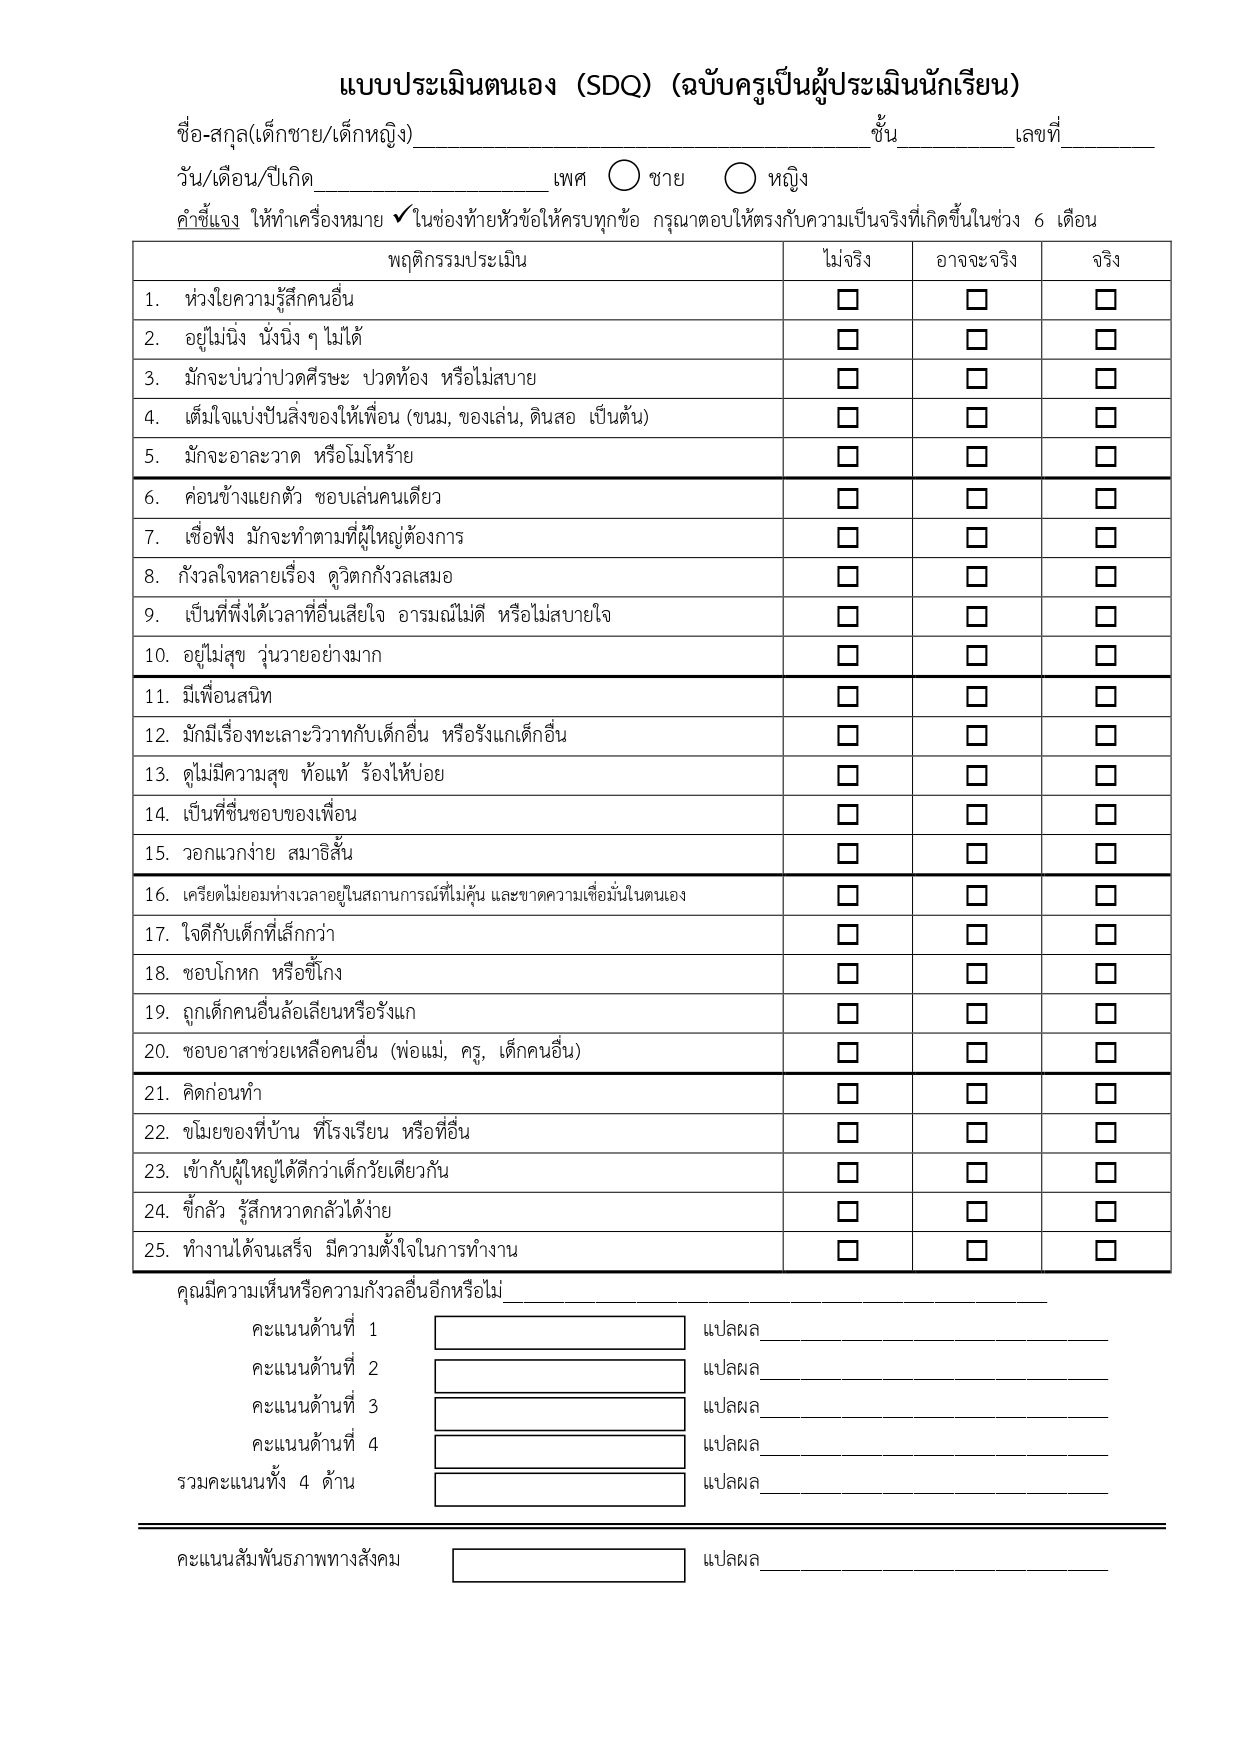 แบบประเมินตนเอง (SDQ) (ฉบับครูเป็นผู้ประเมินนักเรียน)
ชื่อ-สกุล(เด็กชาย/เด็กหญิง)_______________________________________ชั้น__________เลขที่________
วัน/เดือน/ปีเกิด____________________ เพศ ◯ ชาย ◯ หญิง
คำชี้แจง ให้ทำเครื่องหมาย ✓ในช่องท้ายหัวข้อให้ครบทุกข้อ กรุณาตอบให้ตรงกับความเป็นจริงที่เกิดขึ้นในช่วง 6 เดือน
พฤติกรรมประเมิน ไม่จริง อาจจะจริง จริง
1. ห่วงใยความรู้สึกคนอื่น ☐ ☐ ☐
2. อยู่ไม่นิ่ง นั่งนิ่ง ๆ ไม่ได้ ☐ ☐ ☐
3. มักจะบ่นว่าปวดศีรษะ ปวดท้อง หรือไม่สบาย ☐ ☐ ☐
4. เต็มใจแบ่งปันสิ่งของให้เพื่อน (ขนม, ของเล่น, ดินสอ เป็นต้น) ☐ ☐ ☐
5. มักจะอาละวาด หรือโมโหร้าย ☐ ☐ ☐
6. ค่อนข้างแยกตัว ชอบเล่นคนเดียว ☐ ☐ ☐
7. เชื่อฟัง มักจะทำตามที่ผู้ใหญ่ต้องการ ☐ ☐ ☐
8. กังวลใจหลายเรื่อง ดูวิตกกังวลเสมอ ☐ ☐ ☐
9. เป็นที่พึ่งได้เวลาที่อื่นเสียใจ อารมณ์ไม่ดี หรือไม่สบายใจ ☐ ☐ ☐
10. อยู่ไม่สุข วุ่นวายอย่างมาก ☐ ☐ ☐
11. มีเพื่อนสนิท ☐ ☐ ☐
12. มักมีเรื่องทะเลาะวิวาทกับเด็กอื่น หรือรังแกเด็กอื่น ☐ ☐ ☐
13. ดูไม่มีความสุข ท้อแท้ ร้องไห้บ่อย ☐ ☐ ☐
14. เป็นที่ชื่นชอบของเพื่อน ☐ ☐ ☐
15. วอกแวกง่าย สมาธิสั้น ☐ ☐ ☐
16. เครียดไม่ยอมห่างเวลาอยู่ในสถานการณ์ที่ไม่คุ้น และขาดความเชื่อมั่นในตนเอง ☐ ☐ ☐
17. ใจดีกับเด็กที่เล็กกว่า ☐ ☐ ☐
18. ชอบโกหก หรือขี้โกง ☐ ☐ ☐
19. ถูกเด็กคนอื่นล้อเลียนหรือรังแก ☐ ☐ ☐
20. ชอบอาสาช่วยเหลือคนอื่น (พ่อแม่, ครู, เด็กคนอื่น) ☐ ☐ ☐
21. คิดก่อนทำ ☐ ☐ ☐
22. ขโมยของที่บ้าน ที่โรงเรียน หรือที่อื่น ☐ ☐ ☐
23. เข้ากับผู้ใหญ่ได้ดีกว่าเด็กวัยเดียวกัน ☐ ☐ ☐
24. ขี้กลัว รู้สึกหวาดกลัวได้ง่าย ☐ ☐ ☐
25. ทำงานได้จนเสร็จ มีความตั้งใจในการทำงาน ☐ ☐ ☐
คุณมีความเห็นหรือความกังวลอื่นอีกหรือไม่_____________________________________________________
คะแนนด้านที่ 1 แปลผล__________________________________
คะแนนด้านที่ 2 แปลผล__________________________________
คะแนนด้านที่ 3 แปลผล__________________________________
คะแนนด้านที่ 4 แปลผล__________________________________
รวมคะแนนทั้ง 4 ด้าน แปลผล__________________________________
คะแนนสัมพันธภาพทางสังคม แปลผล__________________________________